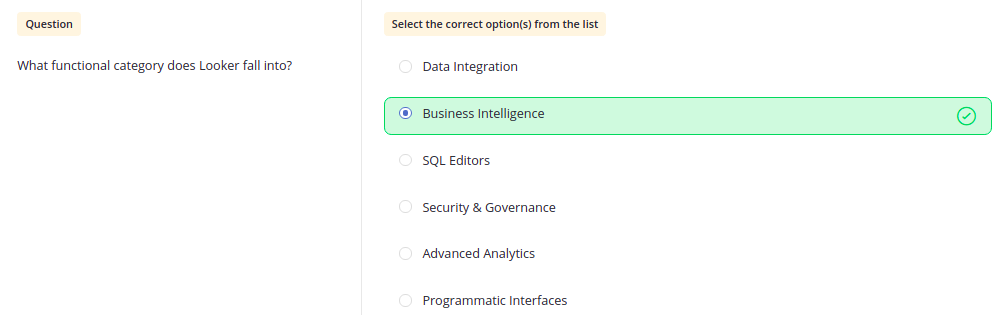 Question
What functional category does Looker fall into?
Select the correct option(s) from the list
Data Integration
Business Intelligence
SQL Editors
Security & Governance
Advanced Analytics
Programmatic Interfaces